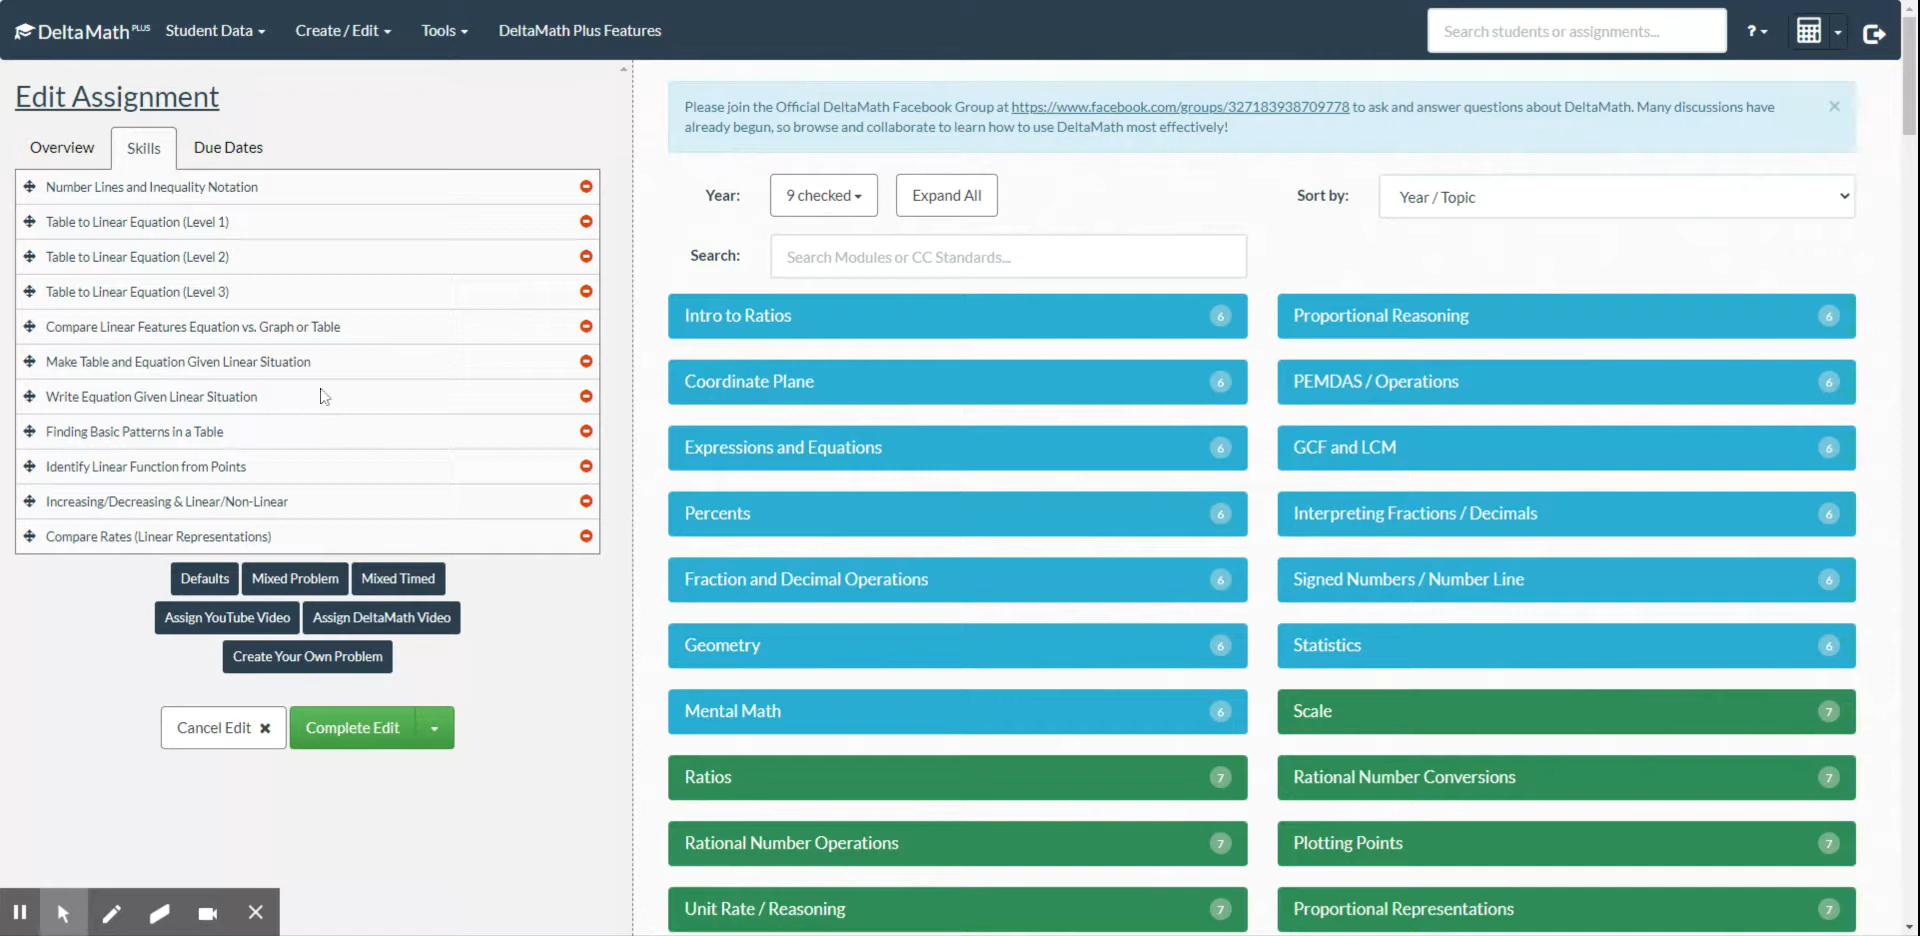 DeltaMath PLUS Student Data Create / Edit Tools DeltaMath Plus Features Search students or assignments... ?
Edit Assignment
Overview Skills Due Dates
Number Lines and Inequality Notation
Table to Linear Equation (Level 1)
Table to Linear Equation (Level 2)
Table to Linear Equation (Level 3)
Compare Linear Features Equation vs. Graph or Table
Make Table and Equation Given Linear Situation
Write Equation Given Linear Situation
Finding Basic Patterns in a Table
Identify Linear Function from Points
Increasing/Decreasing & Linear/Non-Linear
Compare Rates (Linear Representations)
Defaults Mixed Problem Mixed Timed
Assign YouTube Video Assign DeltaMath Video
Create Your Own Problem
Cancel Edit Complete Edit
Please join the Official DeltaMath Facebook Group at https://www.facebook.com/groups/327183938709778 to ask and answer questions about DeltaMath. Many discussions have
already begun, so browse and collaborate to learn how to use DeltaMath most effectively!
Year: 9 checked Expand All Sort by: Year / Topic
Search: Search Modules or CC Standards...
Intro to Ratios 6 Proportional Reasoning 6
Coordinate Plane 6 PEMDAS / Operations 6
Expressions and Equations 6 GCF and LCM 6
Percents 6 Interpreting Fractions / Decimals 6
Fraction and Decimal Operations 6 Signed Numbers / Number Line 6
Geometry 6 Statistics 6
Mental Math 6 Scale 7
Ratios 7 Rational Number Conversions 7
Rational Number Operations 7 Plotting Points 7
Unit Rate / Reasoning 7 Proportional Representations 7